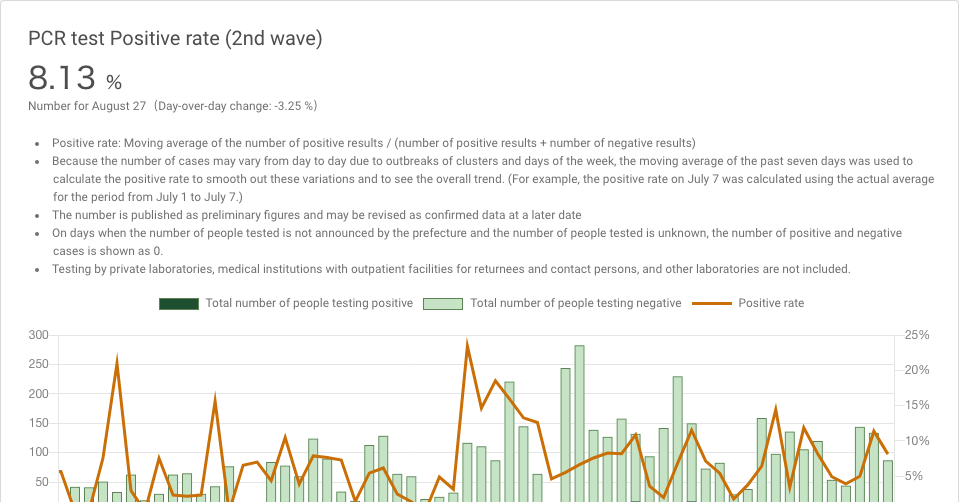 PCR test Positive rate (2nd wave)
8.13 %
Number for August 27 (Day-over-day change: -3.25 %)
• Positive rate: Moving average of the number of positive results / (number of positive results + number of negative results)
• Because the number of cases may vary from day to day due to outbreaks of clusters and days of the week, the moving average of the past seven days was used to
calculate the positive rate to smooth out these variations and to see the overall trend. (For example, the positive rate on July 7 was calculated using the actual average
for the period from July 1 to July 7.)
• The number is published as preliminary figures and may be revised as confirmed data at a later date
• On days when the number of people tested is not announced by the prefecture and the number of people tested is unknown, the number of positive and negative
cases is shown as 0.
• Testing by private laboratories, medical institutions with outpatient facilities for returnees and contact persons, and other laboratories are not included.
Total number of people testing positive Total number of people testing negative Positive rate
300 25%
250 20%
200 15%
150 10%
100 5%
50